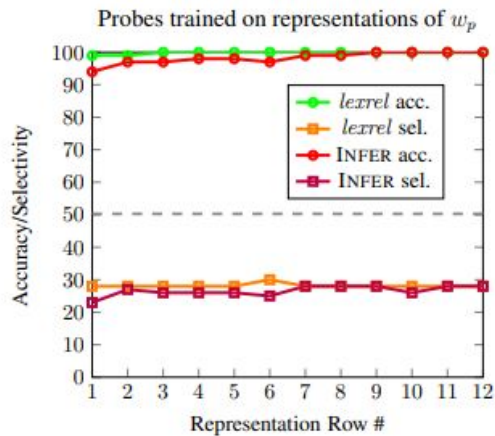 Probes trained on representations of w_p
100
90
80
70
60
50
40
30
20
10
0
Accuracy/Selectivity
lexrel acc.
lexrel sel.
INFER acc.
INFER sel.
1 2 3 4 5 6 7 8 9 10 11 12
Representation Row #